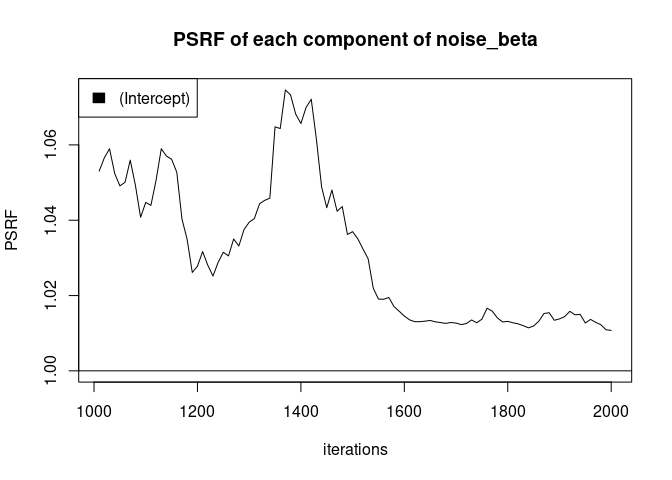 PSRF of each component of noise_beta
(Intercept)
PSRF
1.06
1.04
1.02
1.00
1000 1200 1400 1600 1800 2000
iterations